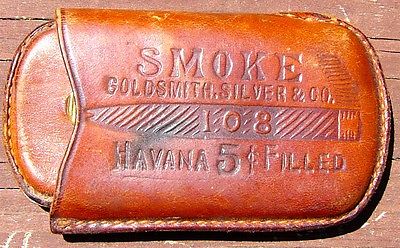 SMOKE
GOLDSMITH, SILVER & CO.
108
HAVANA 5¢ FILLED